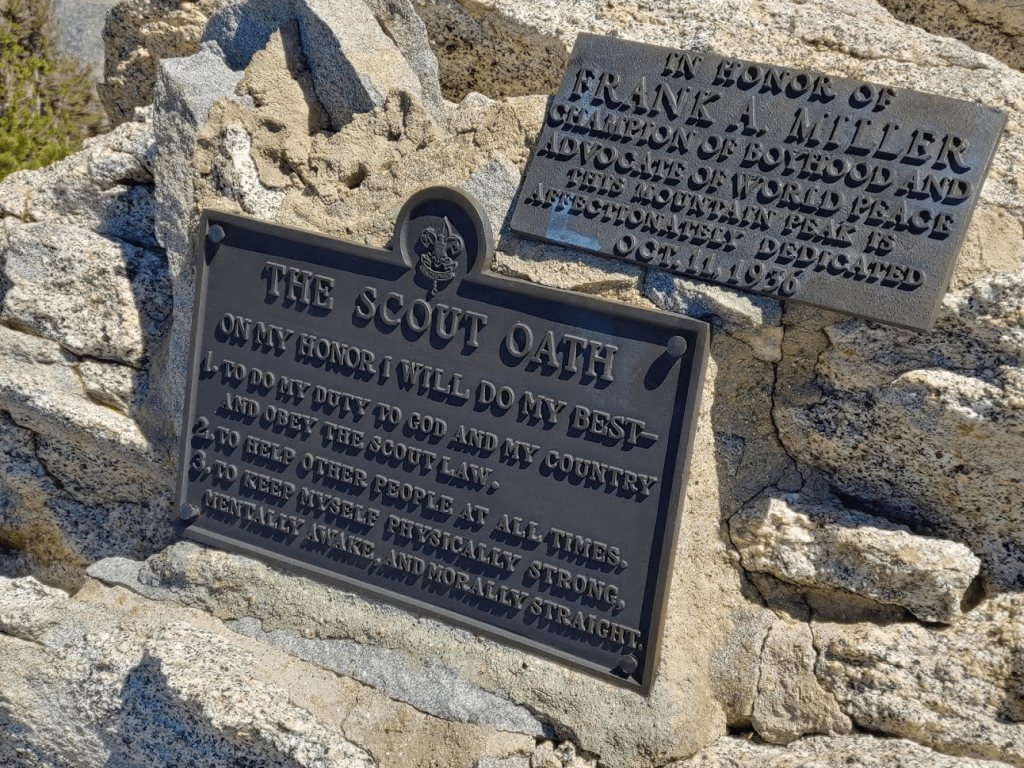 IN HONOR OF
FRANK A. MILLER
CHAMPION OF BOYHOOD AND
ADVOCATE OF WORLD PEACE
THIS MOUNTAIN PEAK IS
AFFECTIONATELY DEDICATED
OCT. 11, 1936
THE SCOUT OATH
ON MY HONOR I WILL DO MY BEST—
1. TO DO MY DUTY TO GOD AND MY COUNTRY
AND OBEY THE SCOUT LAW.
2. TO HELP OTHER PEOPLE AT ALL TIMES.
3. TO KEEP MYSELF PHYSICALLY STRONG,
MENTALLY AWAKE, AND MORALLY STRAIGHT.